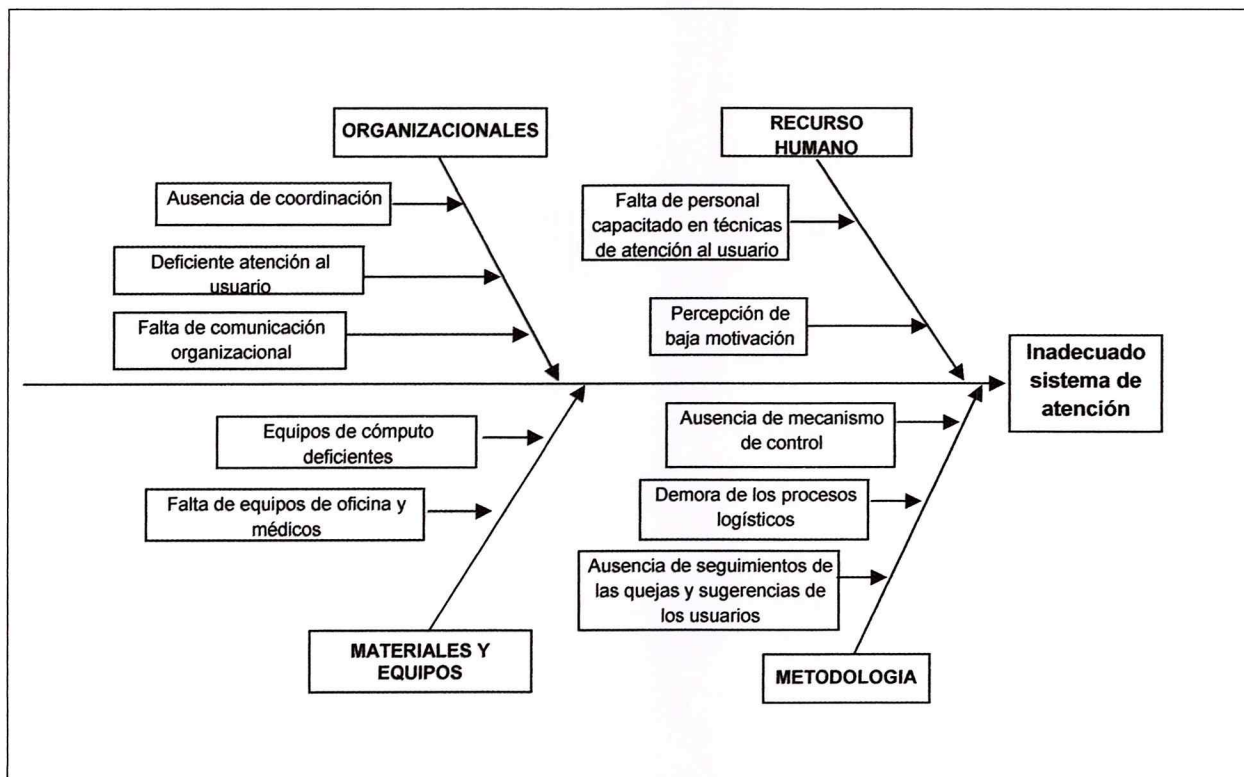 ORGANIZACIONALES
Ausencia de coordinación
Deficiente atención al
usuario
Falta de comunicación
organizacional
RECURSO
HUMANO
Falta de personal
capacitado en técnicas
de atención al usuario
Percepción de
baja motivación
Inadecuado
sistema de
atención
Equipos de cómputo
deficientes
Falta de equipos de oficina y
médicos
MATERIALES Y
EQUIPOS
Ausencia de mecanismo
de control
Demora de los procesos
logísticos
Ausencia de seguimientos de
las quejas y sugerencias de
los usuarios
METODOLOGIA